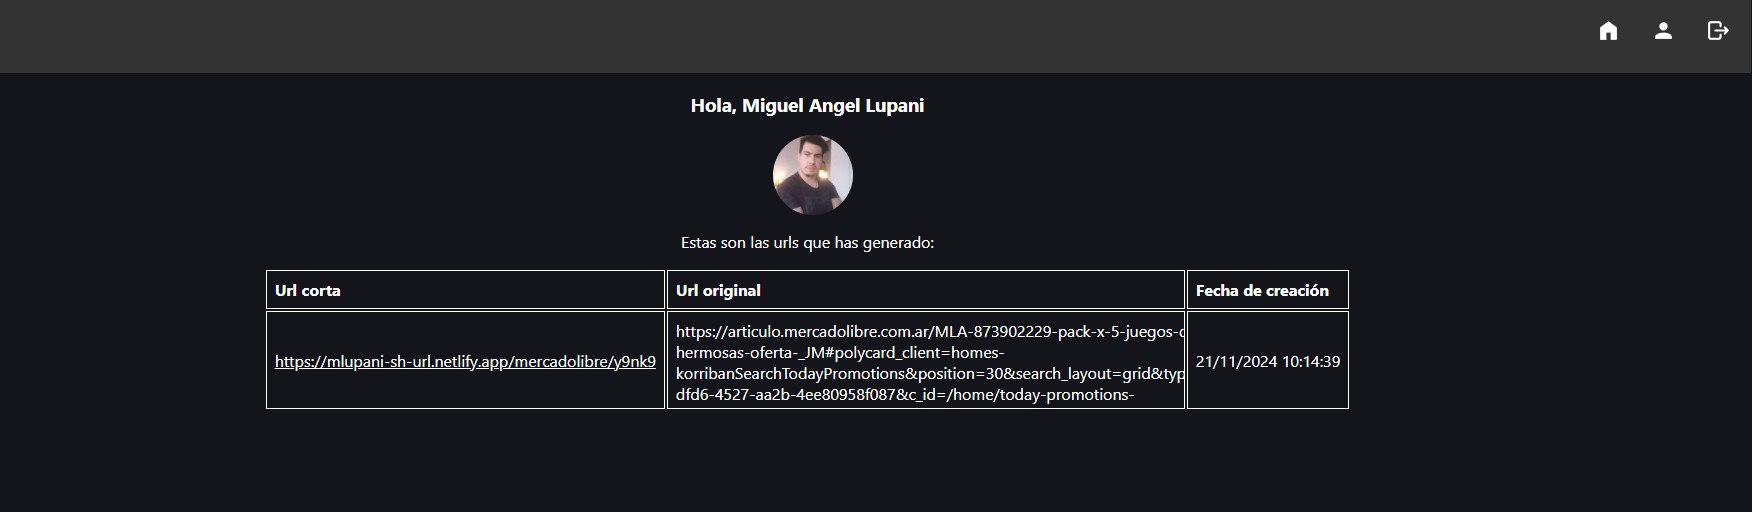 Hola, Miguel Angel Lupani
Estas son las urls que has generado:
Url corta
Url original
Fecha de creación
https://mlupani-sh-url.netlify.app/mercadolibre/y9nk9
https://articulo.mercadolibre.com.ar/MLA-873902229-pack-x-5-juegos-
hermosas-oferta-_JM#polycard_client=homes-
korribanSearchTodayPromotions&position=30&search_layout=grid&typ
dfd6-4527-aa2b-4ee80958f087&c_id=/home/today-promotions-
21/11/2024 10:14:39